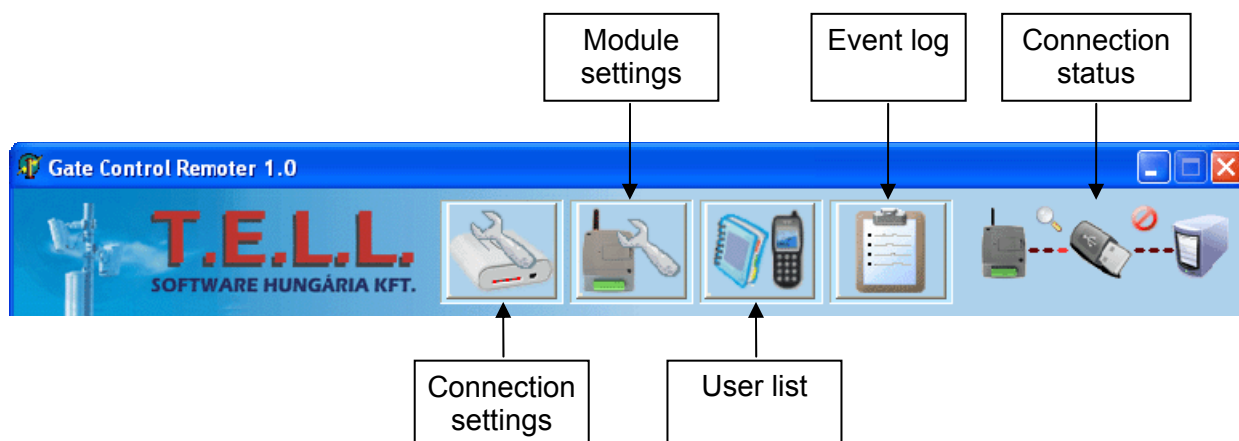 Module
settings
Event log
Connection
status
Gate Control Remoter 1.0
T.E.L.L.
SOFTWARE HUNGÁRIA KFT.
Connection
settings
User list